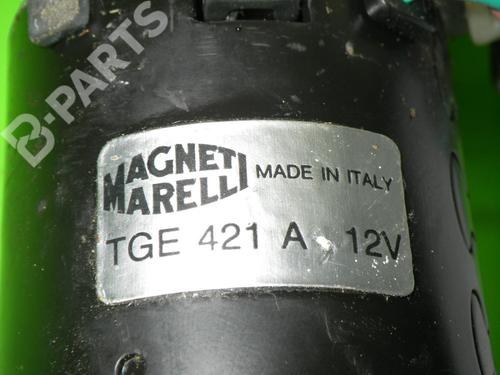 B-PARTS
MAGNETI
MARELLI
MADE IN ITALY
TGE 421 A 12V